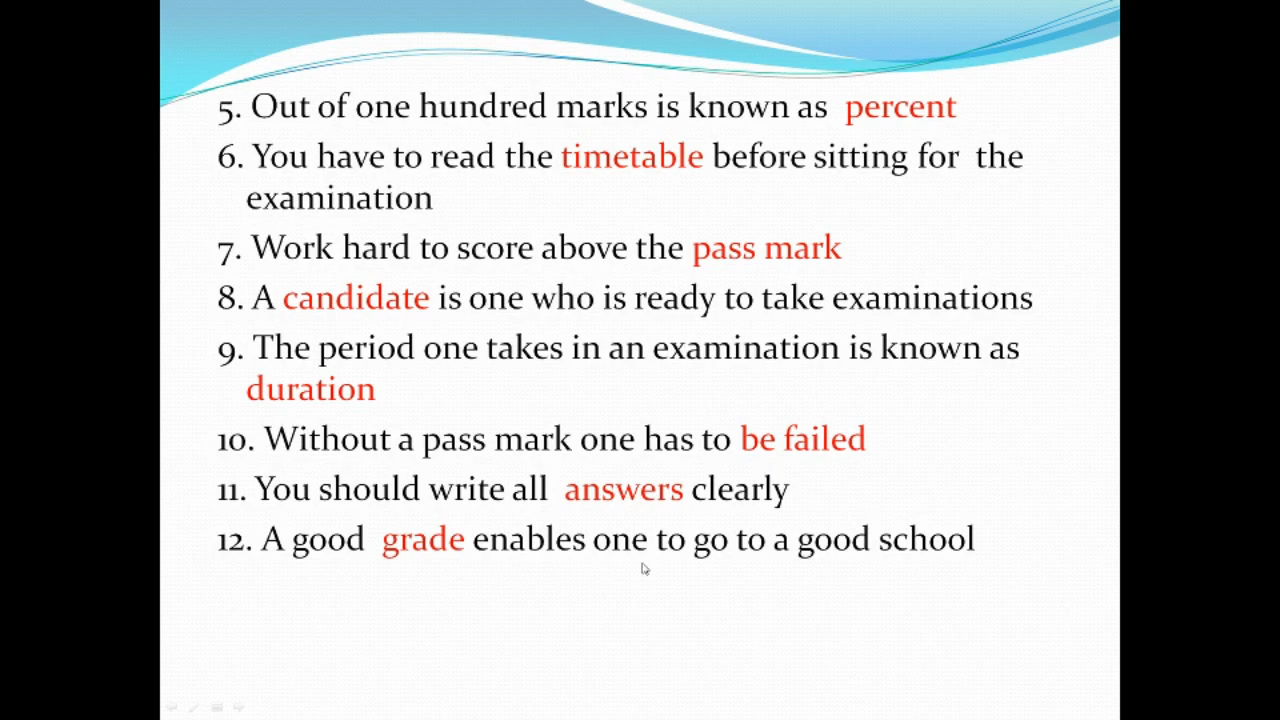 5. Out of one hundred marks is known as percent
6. You have to read the timetable before sitting for the
examination
7. Work hard to score above the pass mark
8. A candidate is one who is ready to take examinations
9. The period one takes in an examination is known as
duration
10. Without a pass mark one has to be failed
11. You should write all answers clearly
12. A good grade enables one to go to a good school